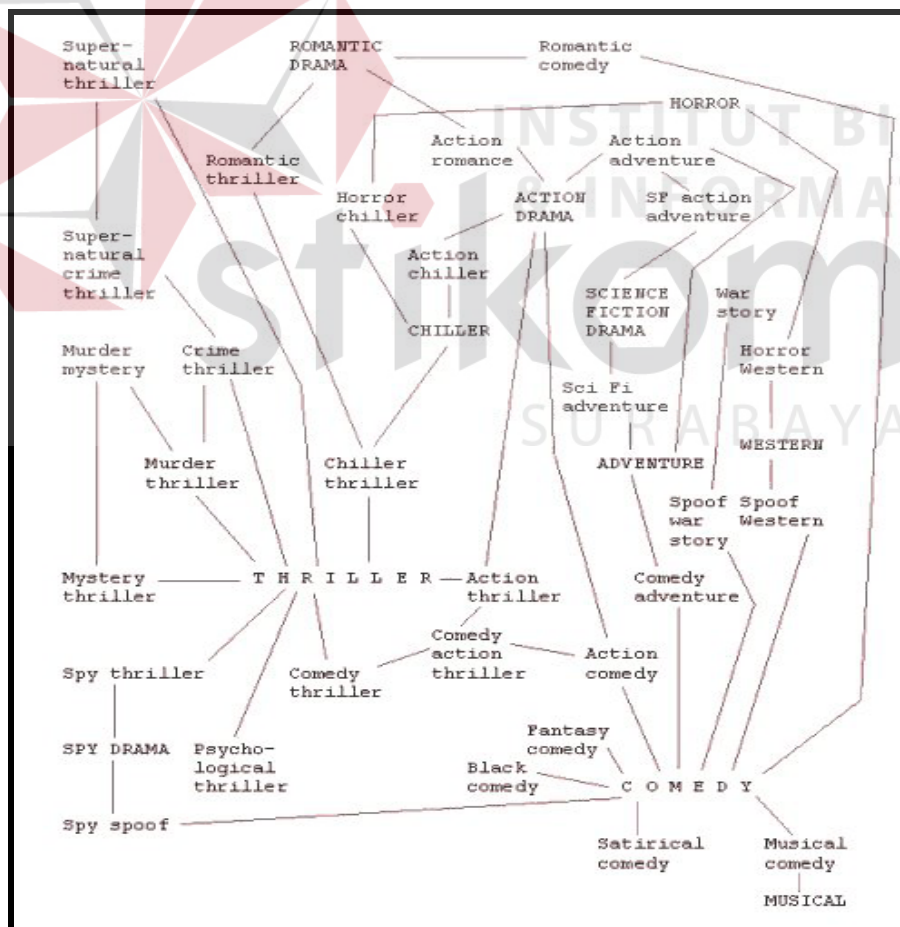 Super-
natural
thriller
ROMANTIC
DRAMA
Romantic
comedy
HORROR
INSTITUT BI
Action
romance
Action
adventure
Romantic
thriller
& INFORMA
Horror
chiller
ACTION
DRAMA
SF action
adventure
stikom
Super-
natural
crime
thriller
Action
chiller
SCIENCE
FICTION
DRAMA
War
story
CHILLER
Murder
mystery
Crime
thriller
Horror
Western
Sci Fi
adventure
SURABAYA
WESTERN
Murder
thriller
Chiller
thriller
ADVENTURE
Spoof
war
story
Spoof
Western
Mystery
thriller
THRILLER
Action
thriller
Comedy
adventure
Comedy
action
thriller
Spy thriller
Comedy
thriller
Action
comedy
SPY DRAMA
Psycho-
logical
thriller
Fantasy
comedy
Black
comedy
COMEDY
Spy spoof
Satirical
comedy
Musical
comedy
MUSICAL